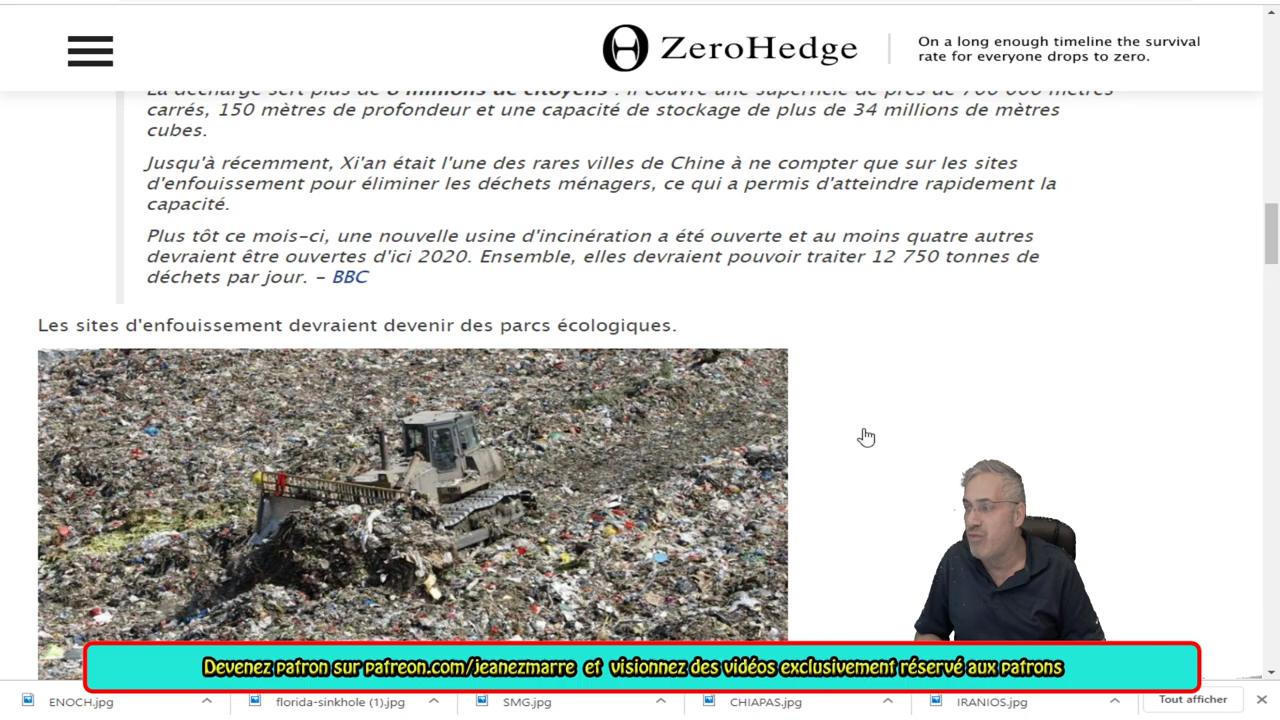 ZeroHedge
On a long enough timeline the survival
rate for everyone drops to zero.
La décharge sert plus de 8 millions de citoyens : il couvre une superficie de près de 700 000 mètres
carrés, 150 mètres de profondeur et une capacité de stockage de plus de 34 millions de mètres
cubes.
Jusqu'à récemment, Xi'an était l'une des rares villes de Chine à ne compter que sur les sites
d'enfouissement pour éliminer les déchets ménagers, ce qui a permis d'atteindre rapidement la
capacité.
Plus tôt ce mois-ci, une nouvelle usine d'incinération a été ouverte et au moins quatre autres
devraient être ouvertes d'ici 2020. Ensemble, elles devraient pouvoir traiter 12 750 tonnes de
déchets par jour. – BBC
Les sites d'enfouissement devraient devenir des parcs écologiques.
Devenez patron sur patreon.com/jeanezmarre et visionnez des vidéos exclusivement réservé aux patrons
ENOCH.jpg
florida-sinkhole (1).jpg
SMG.jpg
CHIAPAS.jpg
IRANIOS.jpg
Tout afficher